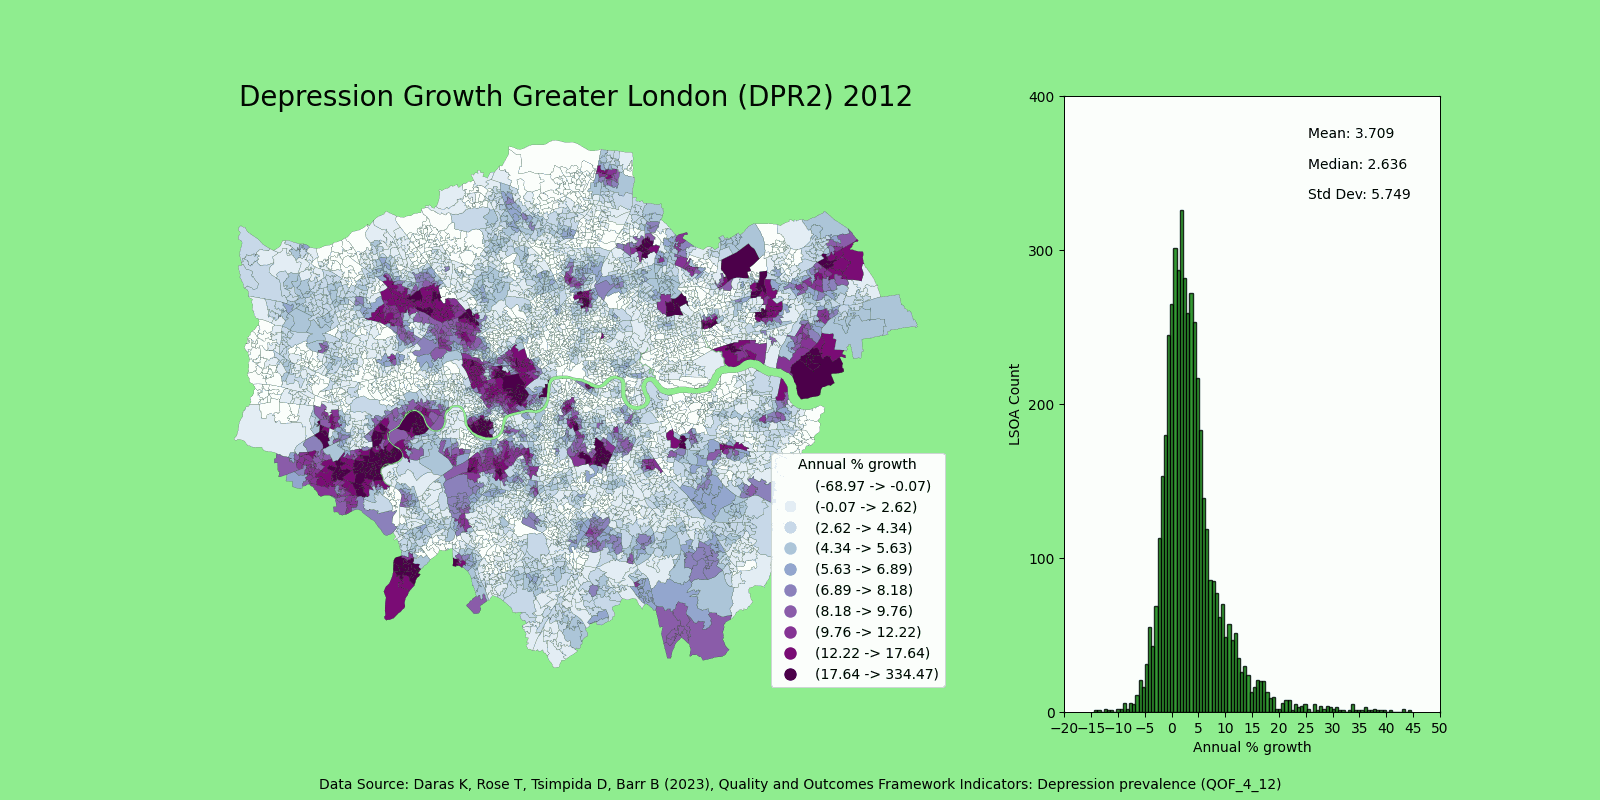 Depression Growth Greater London (DPR2) 2012
Annual % growth
(-68.97 -> -0.07)
(-0.07 -> 2.62)
(2.62 -> 4.34)
(4.34 -> 5.63)
(5.63 -> 6.89)
(6.89 -> 8.18)
(8.18 -> 9.76)
(9.76 -> 12.22)
(12.22 -> 17.64)
(17.64 -> 334.47)
400
300
200
100
0
LSOA Count
Mean: 3.709
Median: 2.636
Std Dev: 5.749
−20 −15 −10 −5 0 5 10 15 20 25 30 35 40 45 50
Annual % growth
Data Source: Daras K, Rose T, Tsimpida D, Barr B (2023), Quality and Outcomes Framework Indicators: Depression prevalence (QOF_4_12)